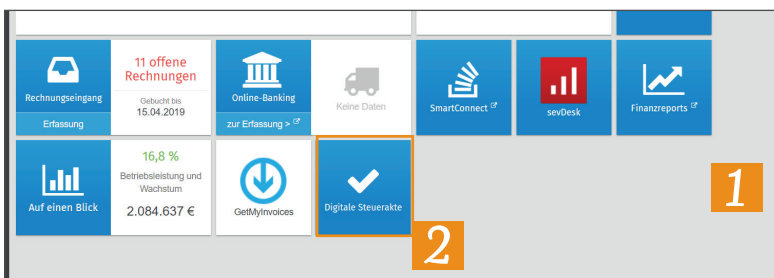 11 offene
Rechnungen
Rechnungseingang
Gebucht bis
15.04.2019
Erfassung
Online-Banking
zur Erfassung >
Keine Daten
SmartConnect
sevDesk
Finanzreports
16,8 %
Betriebsleistung und
Wachstum
2.084.637 €
Auf einen Blick
GetMyInvoices
Digitale Steuerakte
1
2